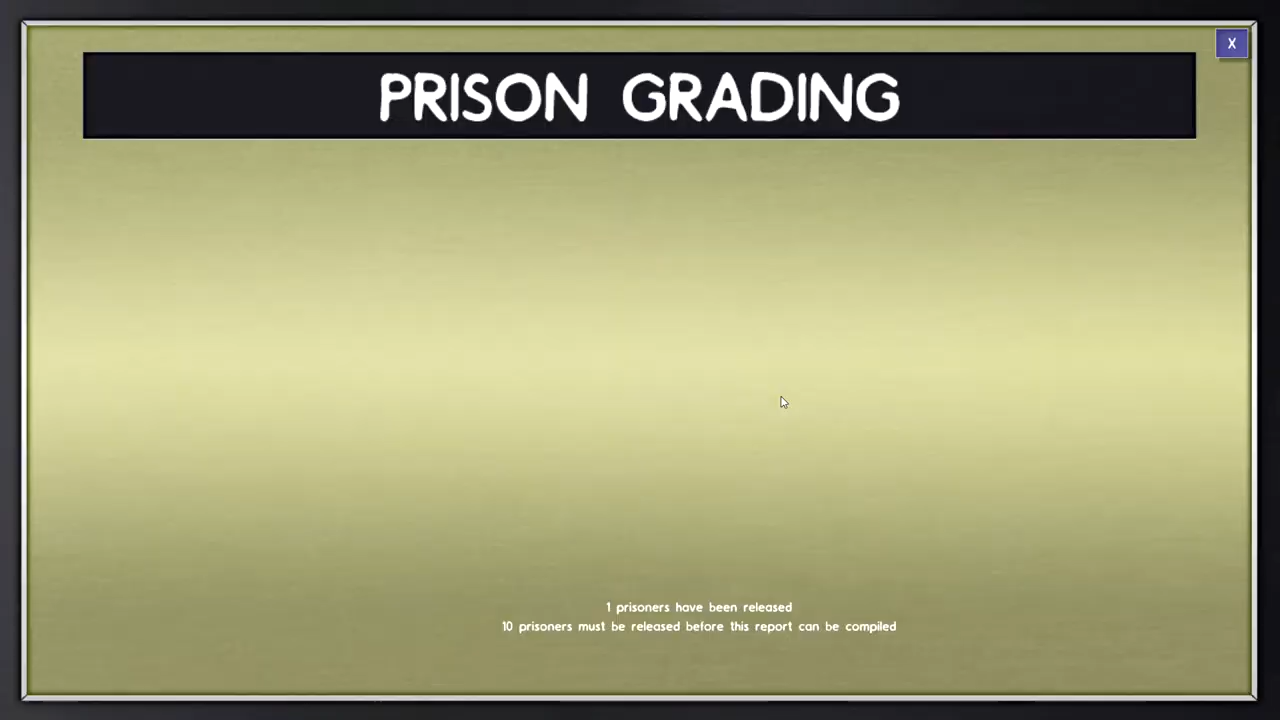 X
PRISON GRADING
1 prisoners have been released
10 prisoners must be released before this report can be compiled